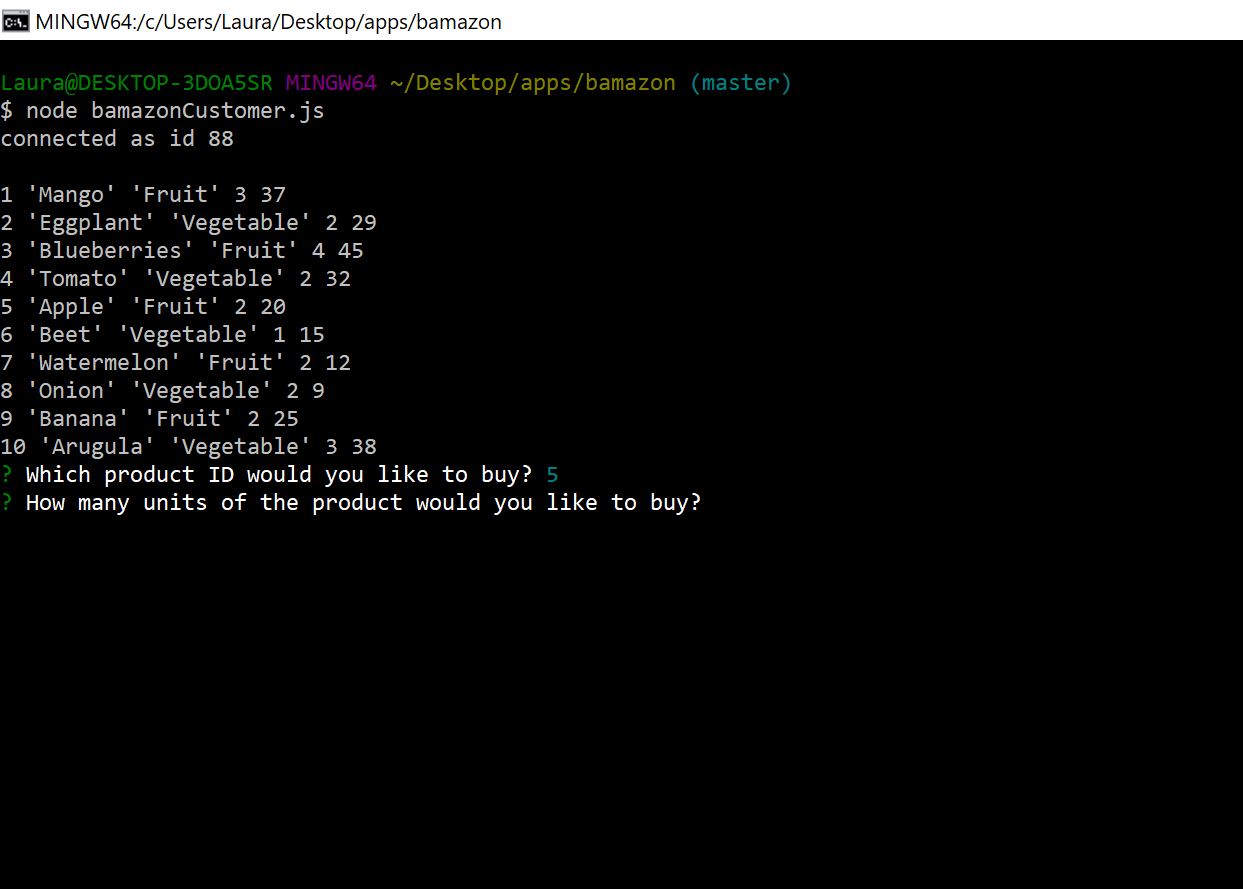 MINGW64:/c/Users/Laura/Desktop/apps/bamazon
Laura@DESKTOP-3DOA5SR MINGW64 ~/Desktop/apps/bamazon (master)
$ node bamazonCustomer.js
connected as id 88
1 'Mango' 'Fruit' 3 37
2 'Eggplant' 'Vegetable' 2 29
3 'Blueberries' 'Fruit' 4 45
4 'Tomato' 'Vegetable' 2 32
5 'Apple' 'Fruit' 2 20
6 'Beet' 'Vegetable' 1 15
7 'Watermelon' 'Fruit' 2 12
8 'Onion' 'Vegetable' 2 9
9 'Banana' 'Fruit' 2 25
10 'Arugula' 'Vegetable' 3 38
? Which product ID would you like to buy? 5
? How many units of the product would you like to buy?